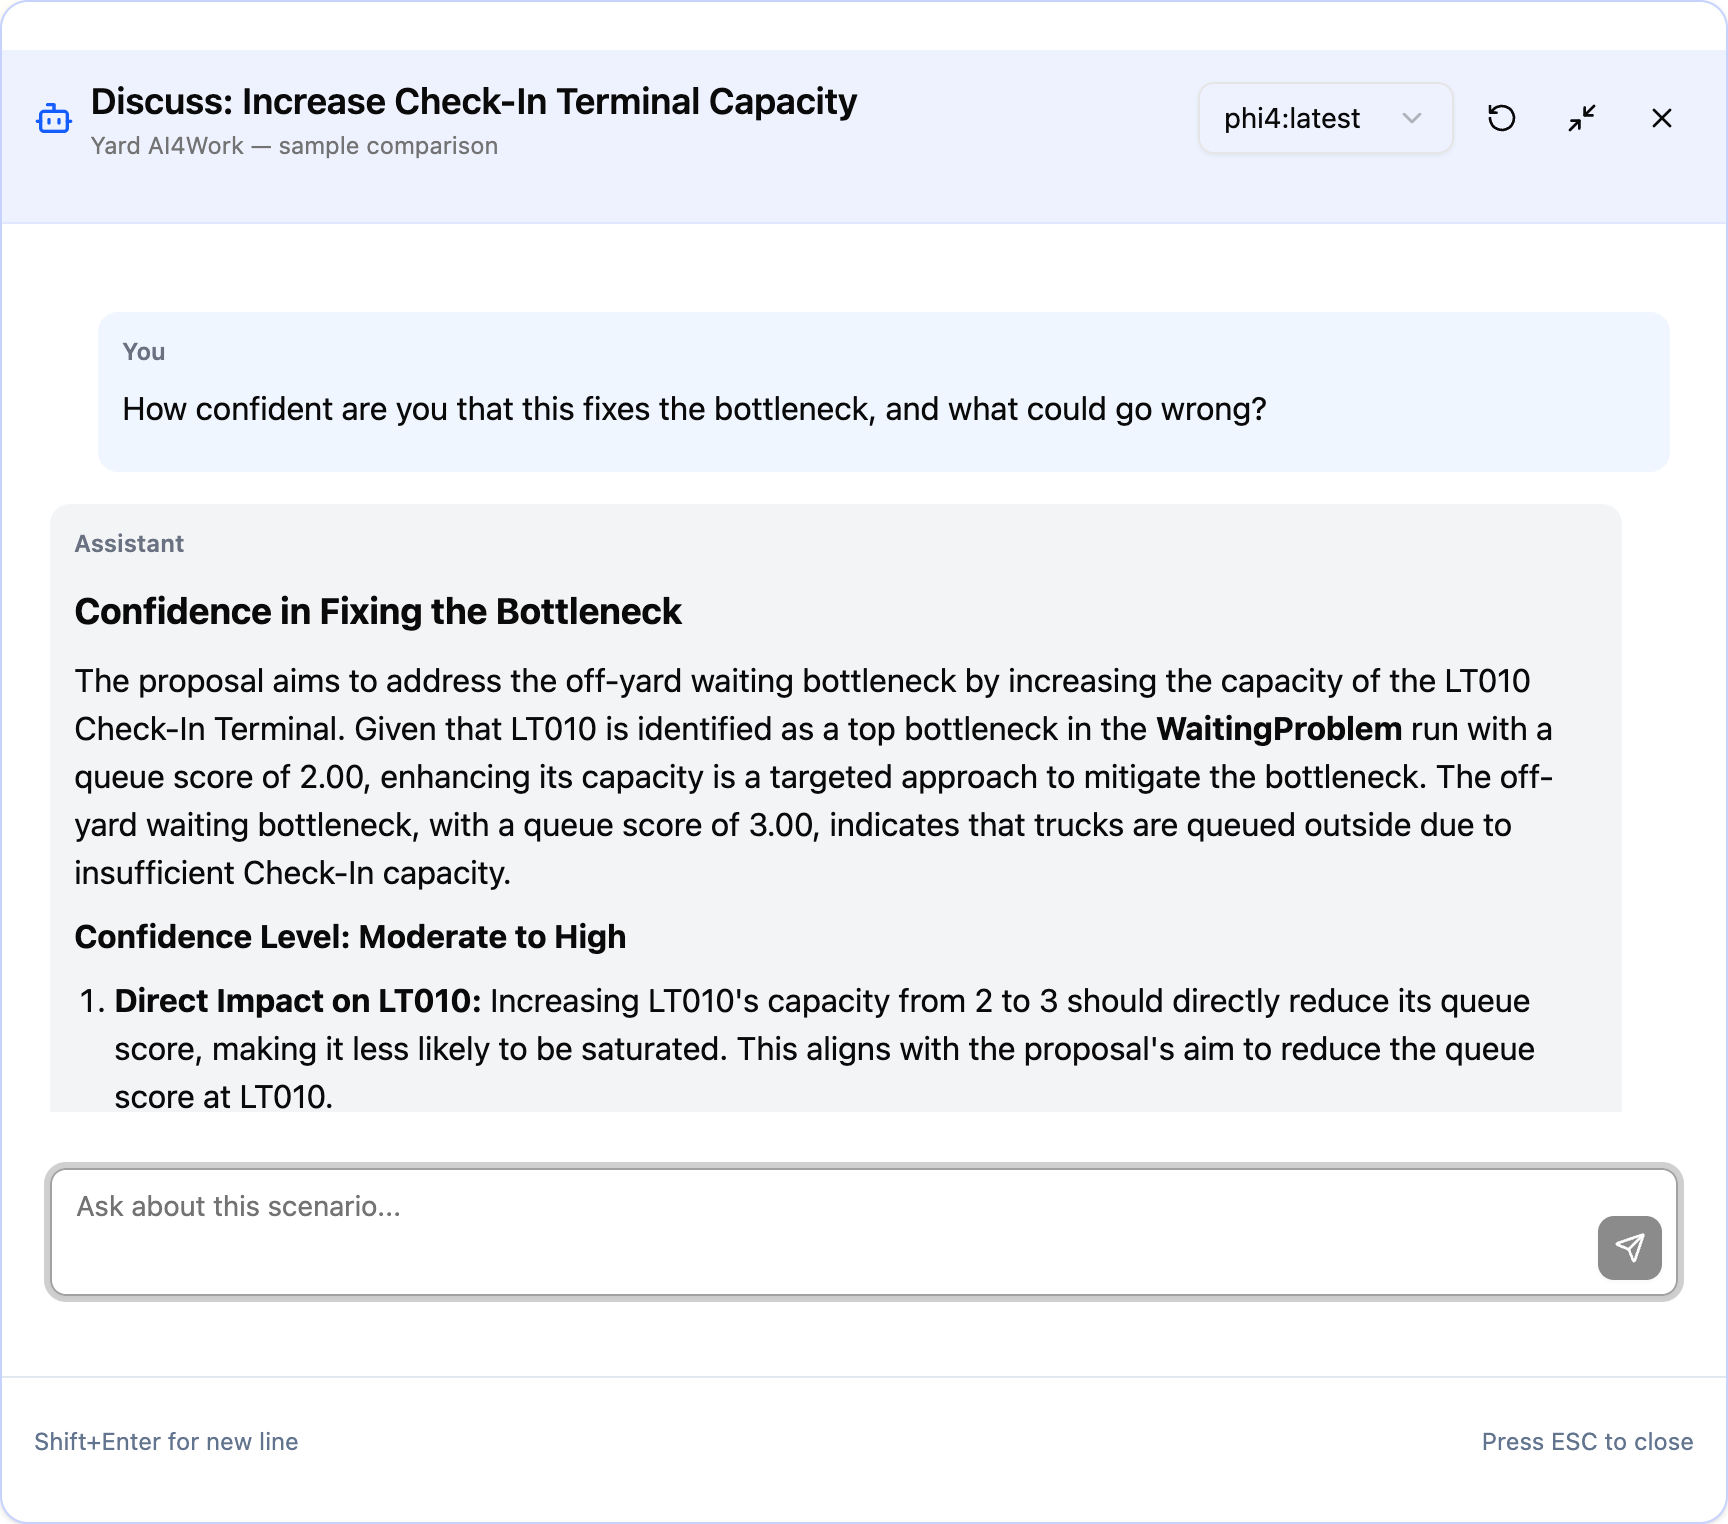 Discuss: Increase Check-In Terminal Capacity
Yard AI4Work — sample comparison
phi4:latest
You
How confident are you that this fixes the bottleneck, and what could go wrong?
Assistant
Confidence in Fixing the Bottleneck
The proposal aims to address the off-yard waiting bottleneck by increasing the capacity of the LT010
Check-In Terminal. Given that LT010 is identified as a top bottleneck in the WaitingProblem run with a
queue score of 2.00, enhancing its capacity is a targeted approach to mitigate the bottleneck. The off-
yard waiting bottleneck, with a queue score of 3.00, indicates that trucks are queued outside due to
insufficient Check-In capacity.
Confidence Level: Moderate to High
1. Direct Impact on LT010: Increasing LT010's capacity from 2 to 3 should directly reduce its queue
score, making it less likely to be saturated. This aligns with the proposal's aim to reduce the queue
score at LT010.
Ask about this scenario...
Shift+Enter for new line
Press ESC to close